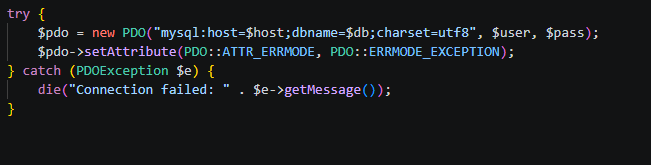 try {
    $pdo = new PDO("mysql:host=$host;dbname=$db;charset=utf8", $user, $pass);
    $pdo->setAttribute(PDO::ATTR_ERRMODE, PDO::ERRMODE_EXCEPTION);
} catch (PDOException $e) {
    die("Connection failed: " . $e->getMessage());
}